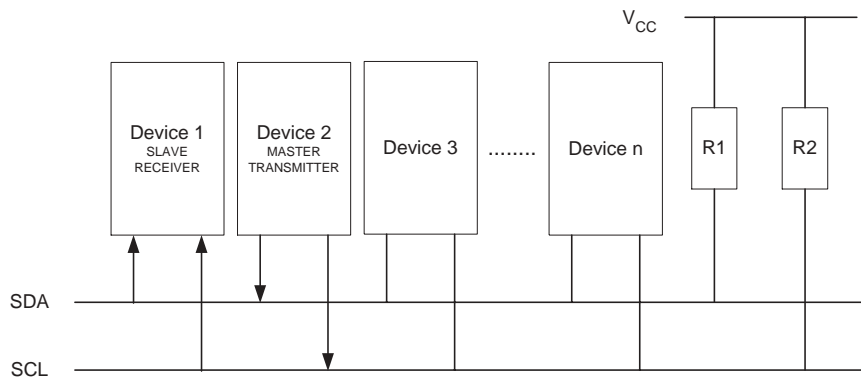 V_CC
Device 1
SLAVE
RECEIVER
Device 2
MASTER
TRANSMITTER
Device 3
........
Device n
R1
R2
SDA
SCL